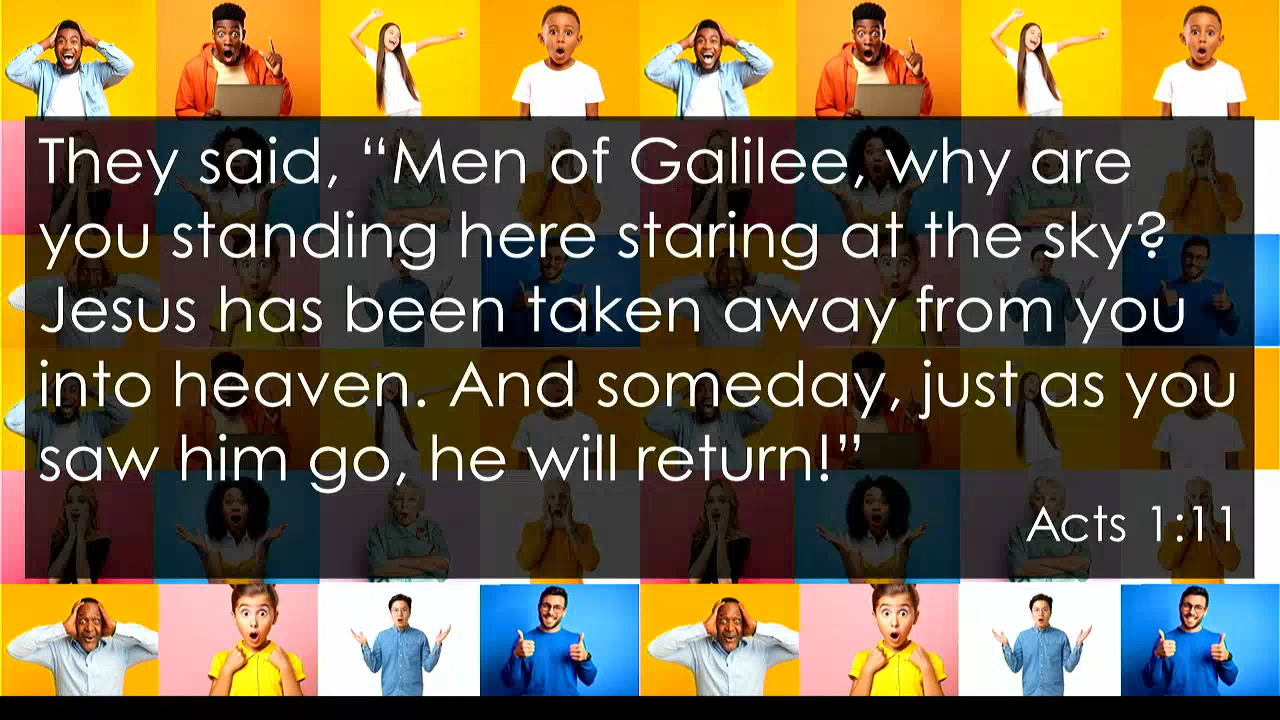 They said, “Men of Galilee, why are
you standing here staring at the sky?
Jesus has been taken away from you
into heaven. And someday, just as you
saw him go, he will return!”
Acts 1:11